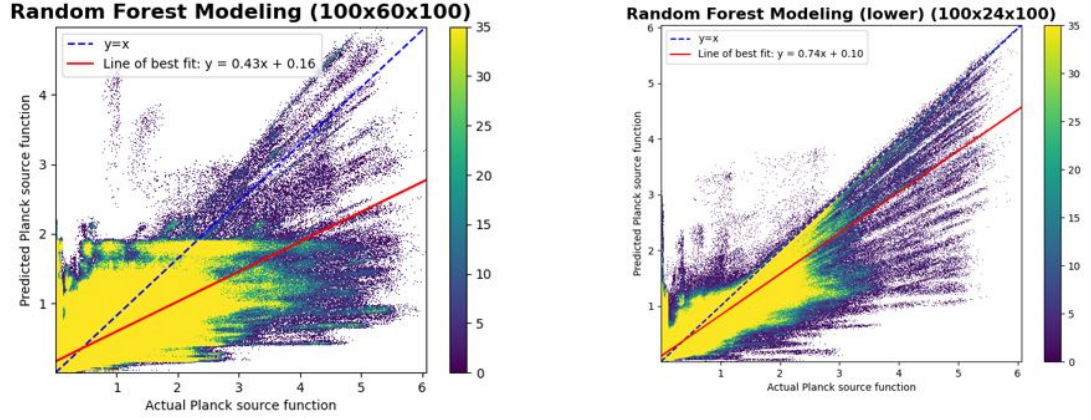 Random Forest Modeling (100x60x100)
y=x
Line of best fit: y = 0.43x + 0.16
Predicted Planck source function
4
3
2
1
1 2 3 4 5 6
Actual Planck source function
35
30
25
20
15
10
5
0
Random Forest Modeling (lower) (100x24x100)
y=x
Line of best fit: y = 0.74x + 0.10
Predicted Planck source function
6
5
4
3
2
1
0
0 1 2 3 4 5 6
Actual Planck source function
35
30
25
20
15
10
5
0